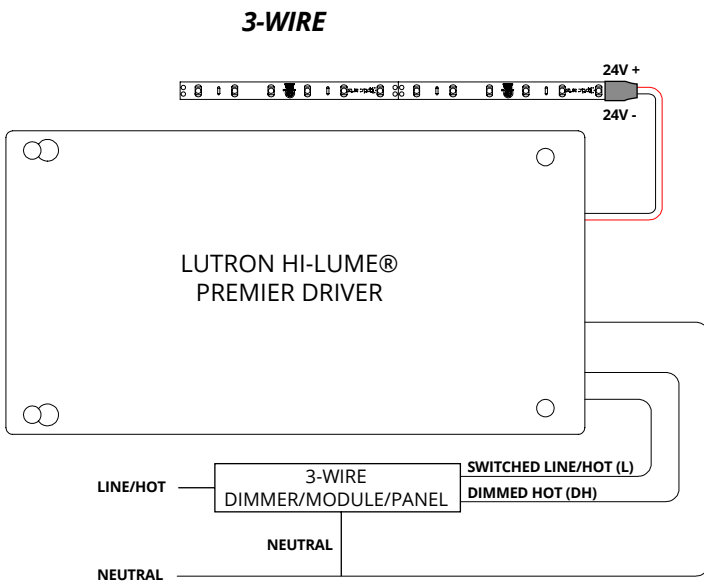 3-WIRE
24V +
24V -
LUTRON HI-LUME®
PREMIER DRIVER
SWITCHED LINE/HOT (L)
LINE/HOT
3-WIRE
DIMMER/MODULE/PANEL
DIMMED HOT (DH)
NEUTRAL
NEUTRAL